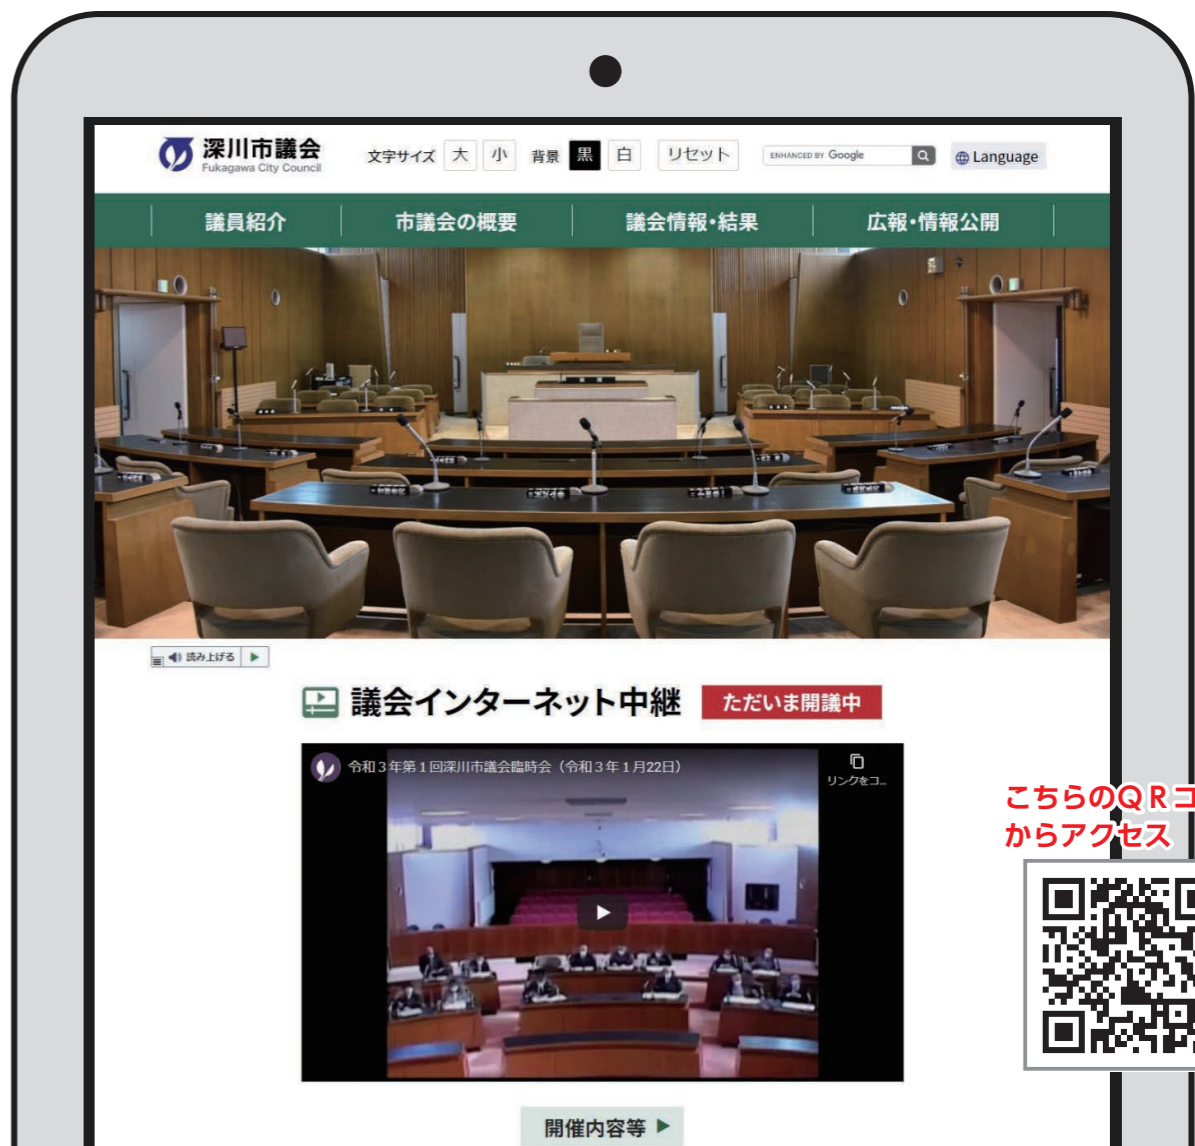 深川市議会
Fukagawa City Council
文字サイズ 大 小 背景 黒 白 リセット ENHANCED BY Google Language
議員紹介 市議会の概要 議会情報・結果 広報・情報公開
読み上げる
議会インターネット中継 ただいま開議中
令和3年第1回深川市議会臨時会（令和3年1月22日）
リンクをコ...
こちらのQRコ
からアクセス
開催内容等